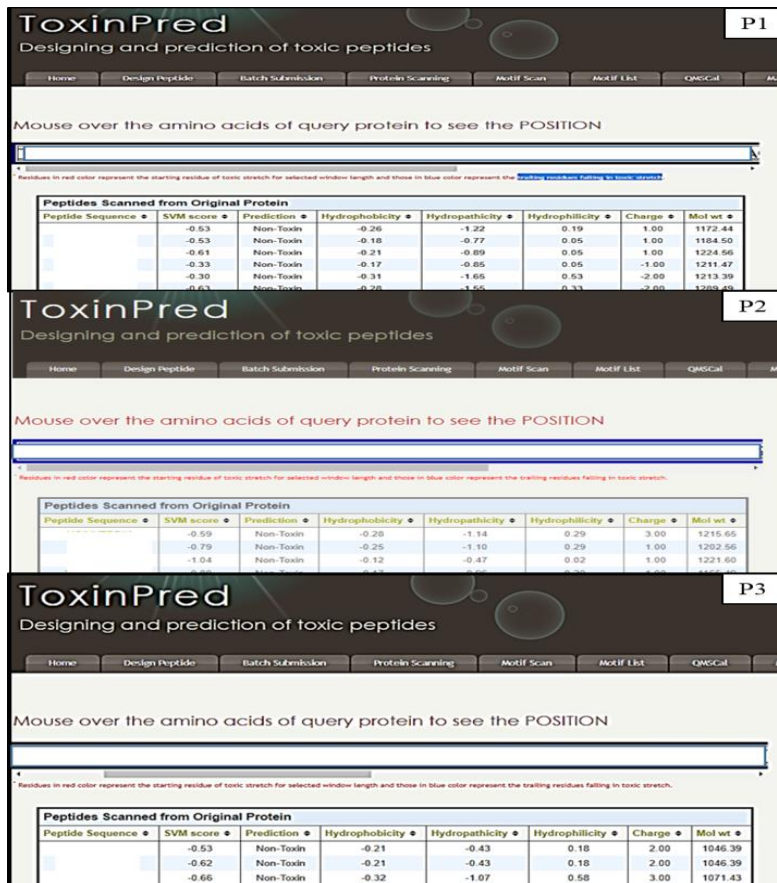 ToxinPred
P1
Designing and prediction of toxic peptides
Home Design Peptide Batch Submission Protein Scanning Motif Scan Motif List QMSCal
Mouse over the amino acids of query protein to see the POSITION
* Residues in red color represent the starting residue of toxic stretch for selected window length and those in blue color represent the trailing residues falling in toxic stretch.
Peptides Scanned from Original Protein
Peptide Sequence SVM score Prediction Hydrophobicity Hydropathicity Hydrophilicity Charge Mol wt
-0.53 Non-Toxin -0.26 -1.22 0.19 1.00 1172.44
-0.53 Non-Toxin -0.18 -0.77 0.05 1.00 1184.50
-0.61 Non-Toxin -0.21 -0.89 0.05 1.00 1224.56
-0.33 Non-Toxin -0.17 -0.85 0.05 -1.00 1211.47
-0.30 Non-Toxin -0.31 -1.65 0.53 -2.00 1213.39
-0.63 Non-Toxin -0.28 -1.55 0.33 -2.00 1289.49
ToxinPred
P2
Designing and prediction of toxic peptides
Home Design Peptide Batch Submission Protein Scanning Motif Scan Motif List QMSCal
Mouse over the amino acids of query protein to see the POSITION
* Residues in red color represent the starting residue of toxic stretch for selected window length and those in blue color represent the trailing residues falling in toxic stretch.
Peptides Scanned from Original Protein
Peptide Sequence SVM score Prediction Hydrophobicity Hydropathicity Hydrophilicity Charge Mol wt
-0.59 Non-Toxin -0.28 -1.14 0.29 3.00 1215.65
-0.79 Non-Toxin -0.25 -1.10 0.29 1.00 1202.56
-1.04 Non-Toxin -0.12 -0.47 0.02 1.00 1221.60
ToxinPred
P3
Designing and prediction of toxic peptides
Home Design Peptide Batch Submission Protein Scanning Motif Scan Motif List QMSCal
Mouse over the amino acids of query protein to see the POSITION
* Residues in red color represent the starting residue of toxic stretch for selected window length and those in blue color represent the trailing residues falling in toxic stretch.
Peptides Scanned from Original Protein
Peptide Sequence SVM score Prediction Hydrophobicity Hydropathicity Hydrophilicity Charge Mol wt
-0.53 Non-Toxin -0.21 -0.43 0.18 2.00 1046.39
-0.62 Non-Toxin -0.21 -0.43 0.18 2.00 1046.39
-0.66 Non-Toxin -0.32 -1.07 0.58 3.00 1071.43